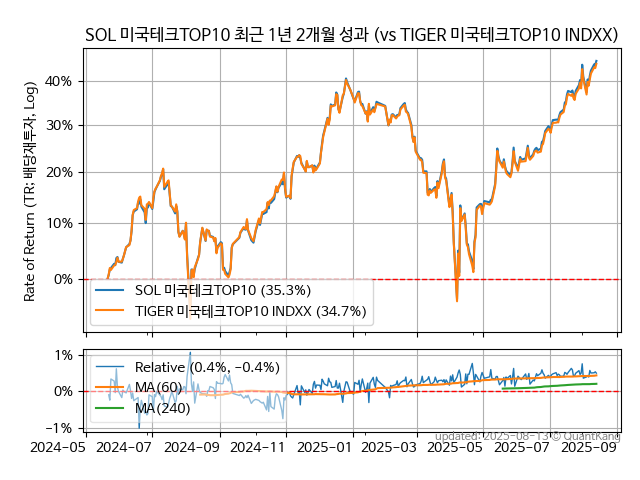 SOL 미국테크TOP10 최근 1년 2개월 성과 (vs TIGER 미국테크TOP10 INDXX)
Rate of Return (TR: 배당재투자, Log)
40%
30%
20%
10%
0%
SOL 미국테크TOP10 (35.3%)
TIGER 미국테크TOP10 INDXX (34.7%)
1%
0%
−1%
Relative (0.4%, -0.4%)
MA(60)
MA(240)
updated: 2025-08-13 © QuantKang
2024-05 2024-07 2024-09 2024-11 2025-01 2025-03 2025-05 2025-07 2025-09